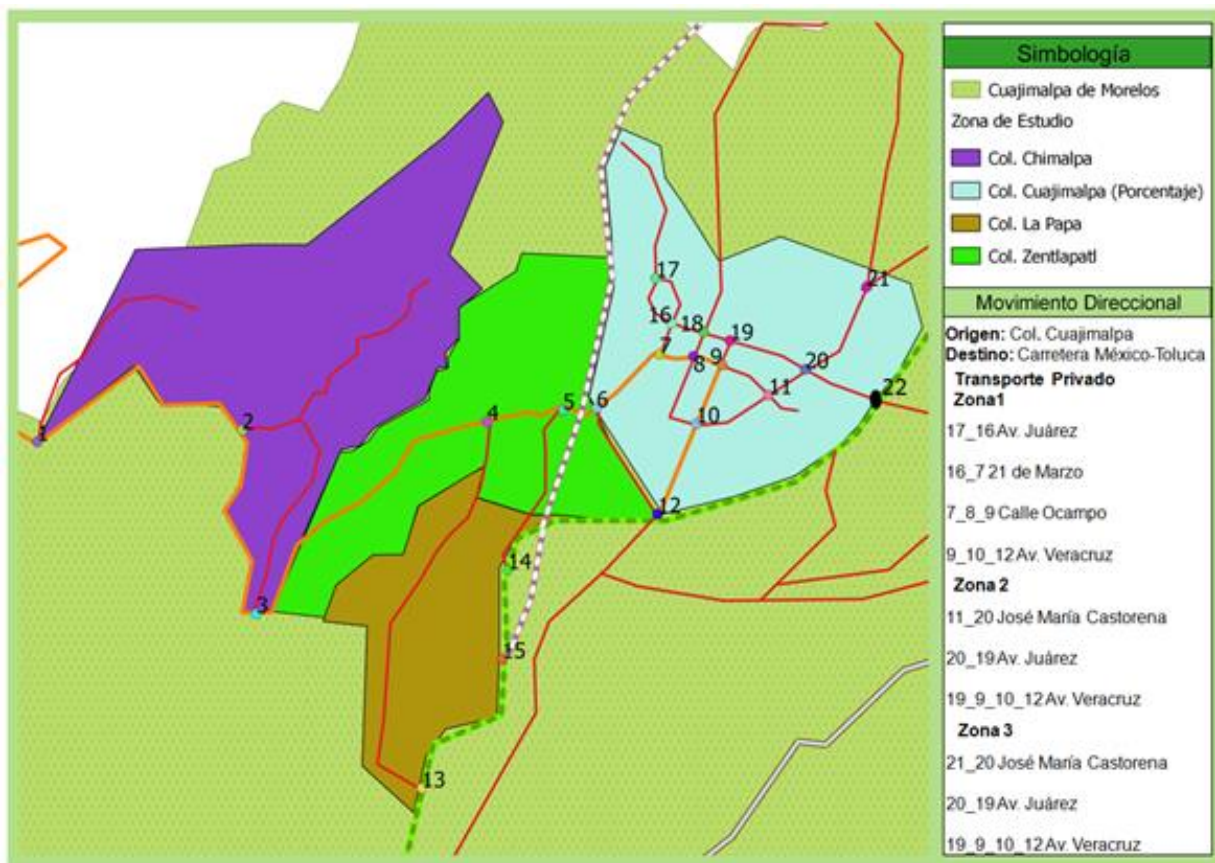 Simbología
Cuajimalpa de Morelos
Zona de Estudio
Col. Chimalpa
Col. Cuajimalpa (Porcentaje)
Col. La Papa
Col. Zentlapatl
Movimiento Direccional
Origen: Col. Cuajimalpa
Destino: Carretera México-Toluca
Transporte Privado
Zona1
17_16 Av. Juárez
16_7 21 de Marzo
7_8_9 Calle Ocampo
9_10_12 Av. Veracruz
Zona 2
11_20 José María Castorena
20_19 Av. Juárez
19_9_10_12 Av. Veracruz
Zona 3
21_20 José María Castorena
20_19 Av. Juárez
19_9_10_12 Av. Veracruz
17
21
16
18
19
7
8
9
20
22
11
1
2
4
5
6
10
12
14
3
15
13